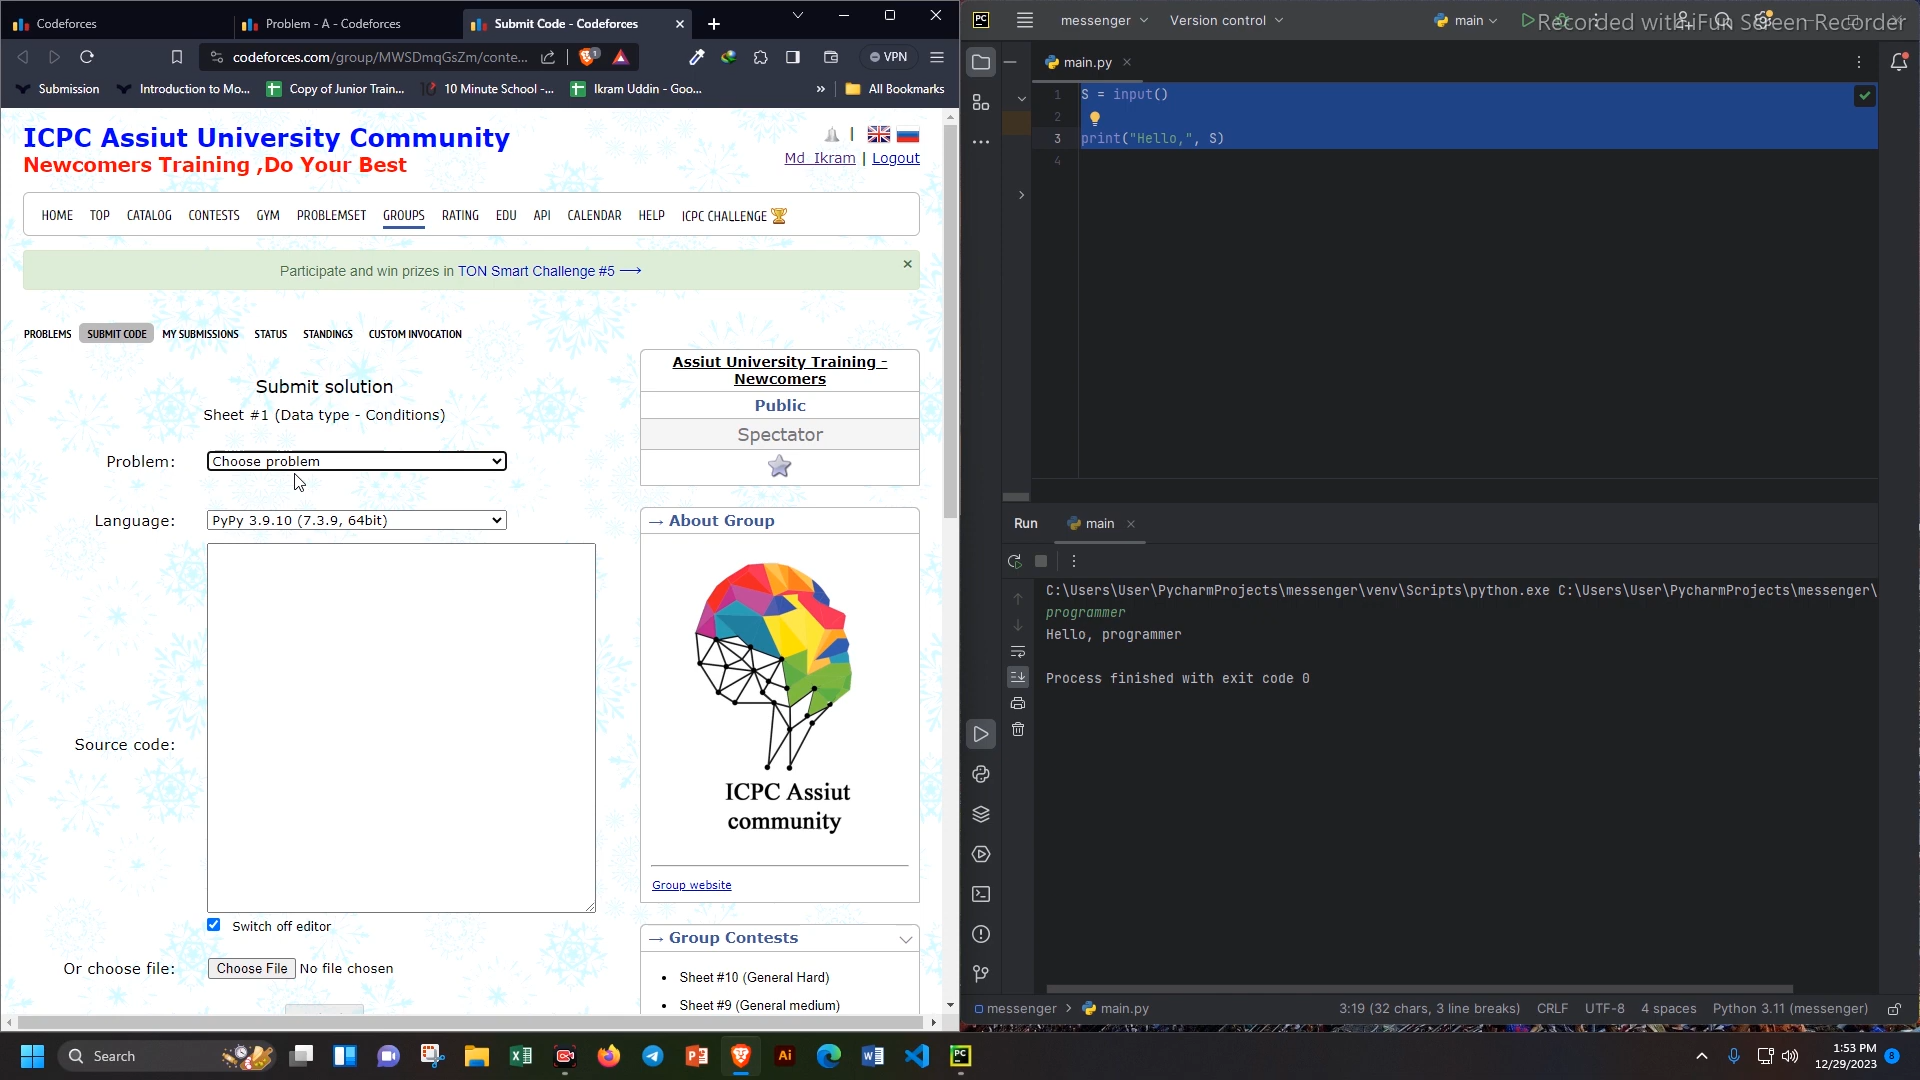 Codeforces
Problem - A - Codeforces
Submit Code - Codeforces
codeforces.com/group/MWSDmqGsZm/conte...
VPN
Submission
Introduction to Mo...
Copy of Junior Train...
10 Minute School -...
Ikram Uddin - Goo...
»
All Bookmarks
ICPC Assiut University Community
Newcomers Training ,Do Your Best
Md_Ikram | Logout
HOME TOP CATALOG CONTESTS GYM PROBLEMSET GROUPS RATING EDU API CALENDAR HELP ICPC CHALLENGE
Participate and win prizes in TON Smart Challenge #5 →
PROBLEMS SUBMIT CODE MY SUBMISSIONS STATUS STANDINGS CUSTOM INVOCATION
Submit solution
Sheet #1 (Data type - Conditions)
Problem:
Choose problem
Language:
PyPy 3.9.10 (7.3.9, 64bit)
Source code:
Switch off editor
Or choose file:
Choose File No file chosen
Assiut University Training -
Newcomers
Public
Spectator
→ About Group
ICPC Assiut
community
Group website
→ Group Contests
Sheet #10 (General Hard)
Sheet #9 (General medium)
PC
messenger
Version control
main
Recorded with iFun Screen Recorder
main.py
1 S = input()
2
3 print("Hello,", S)
4
Run
main
C:\Users\User\PycharmProjects\messenger\venv\Scripts\python.exe C:\Users\User\PycharmProjects\messenger\
programmer
Hello, programmer
Process finished with exit code 0
messenger > main.py
3:19 (32 chars, 3 line breaks)
CRLF
UTF-8
4 spaces
Python 3.11 (messenger)
Search
Ai
PC
1:53 PM
12/29/2023
8